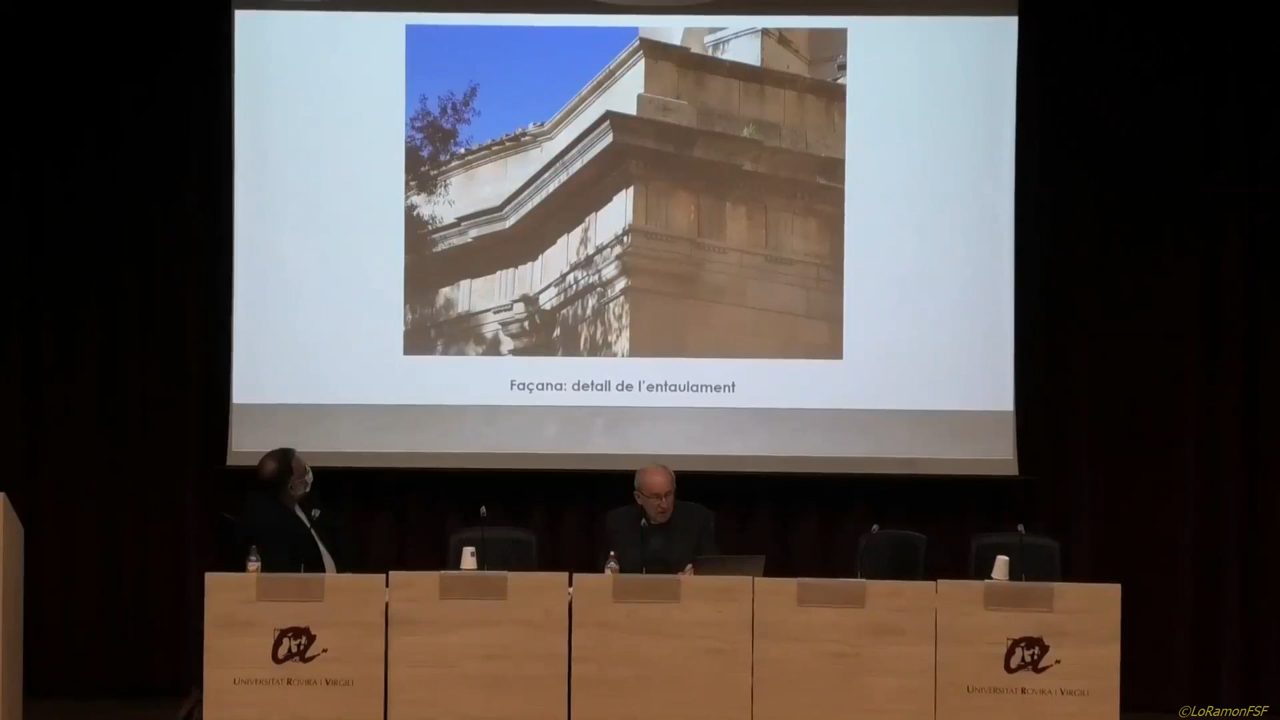 Façana: detall de l'entaulament
UNIVERSITAT ROVIRA I VIRGILI
UNIVERSITAT ROVIRA I VIRGILI
©LoRamonFSF